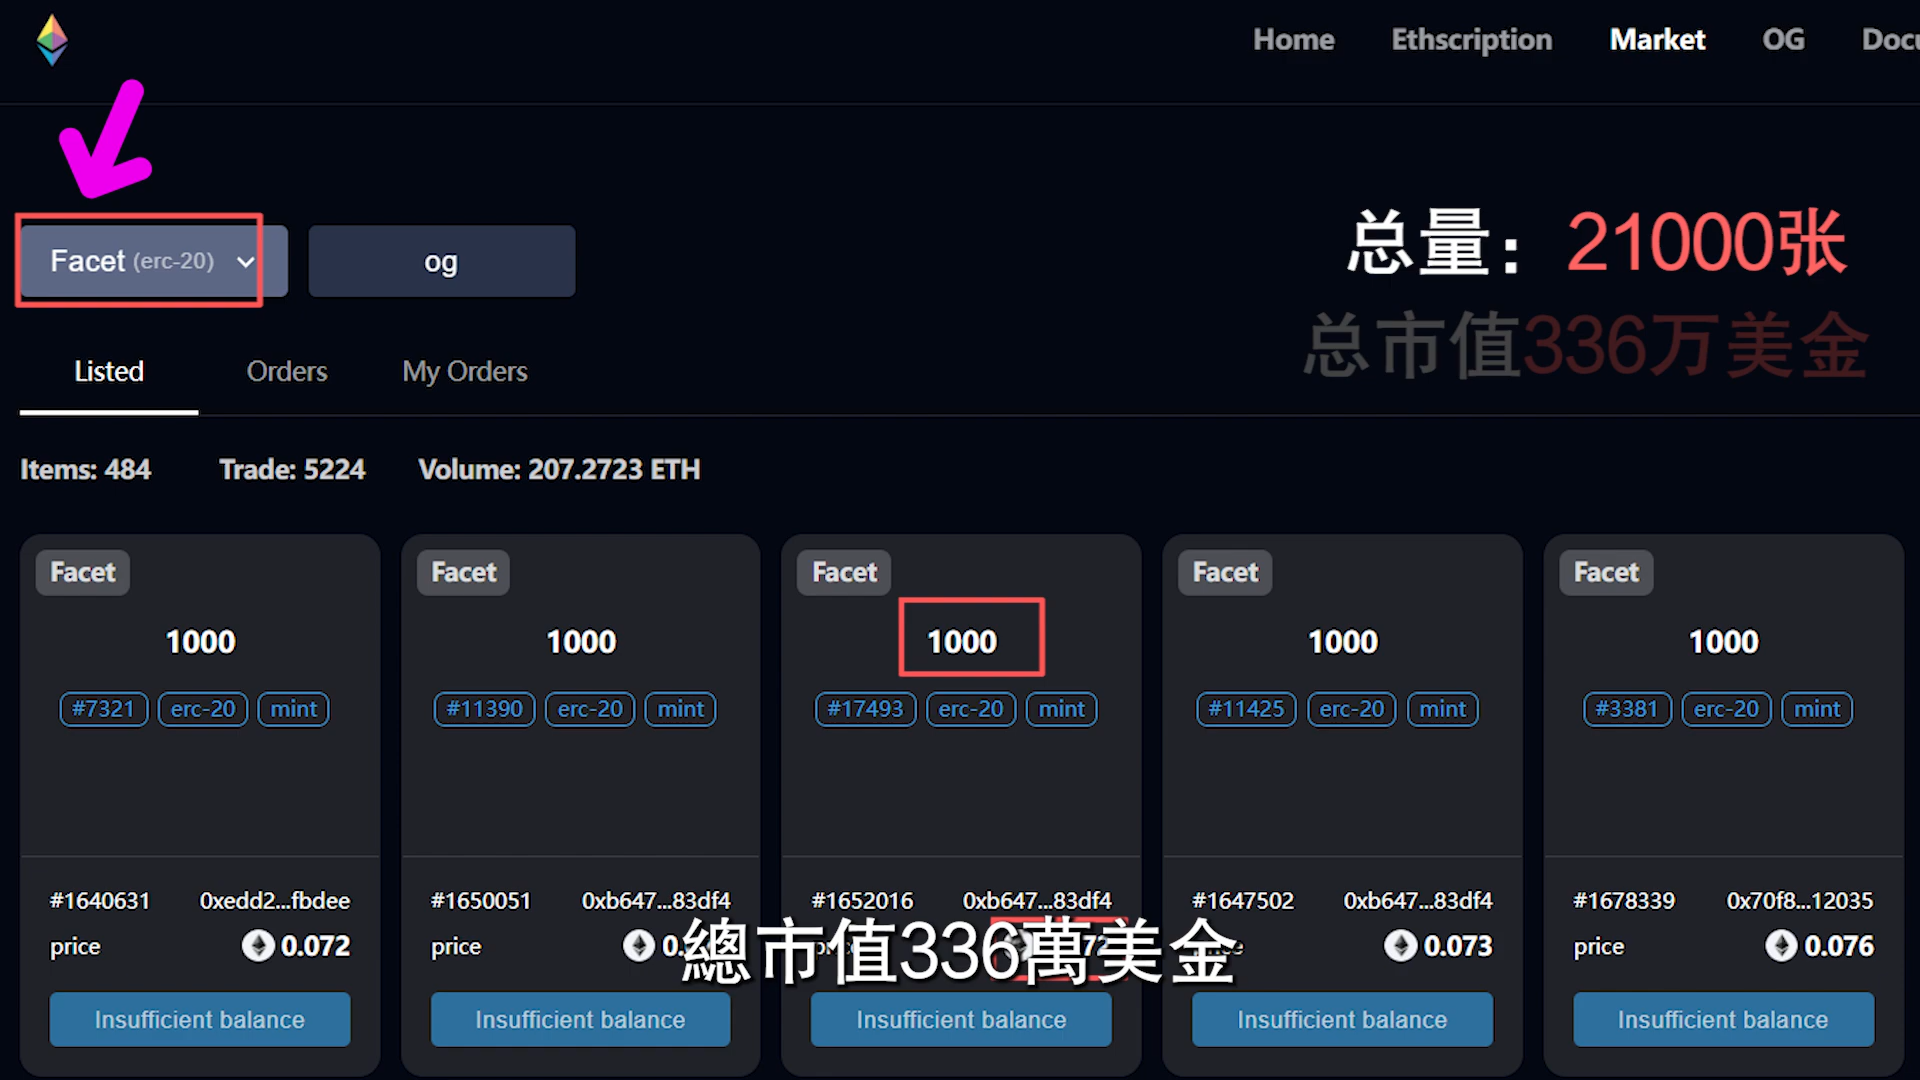 Home Ethscription Market OG
总量：21000张
Facet (erc-20) og
总市值336万美金
Listed Orders My Orders
Items: 484 Trade: 5224 Volume: 207.2723 ETH
Facet Facet Facet Facet Facet
1000 1000 1000 1000 1000
#7321 erc-20 mint #11390 erc-20 mint #17493 erc-20 mint #11425 erc-20 mint #3381 erc-20 mint
#1640631 0xedd2...fbdee #1650051 0xb647...83df4 #1652016 0xb647...83df4 #1647502 0xb647...83df4 #1678339 0x70f8...12035
price 0.072 price 0.073 price 0.076
總市值336萬美金
Insufficient balance Insufficient balance Insufficient balance Insufficient balance Insufficient balance